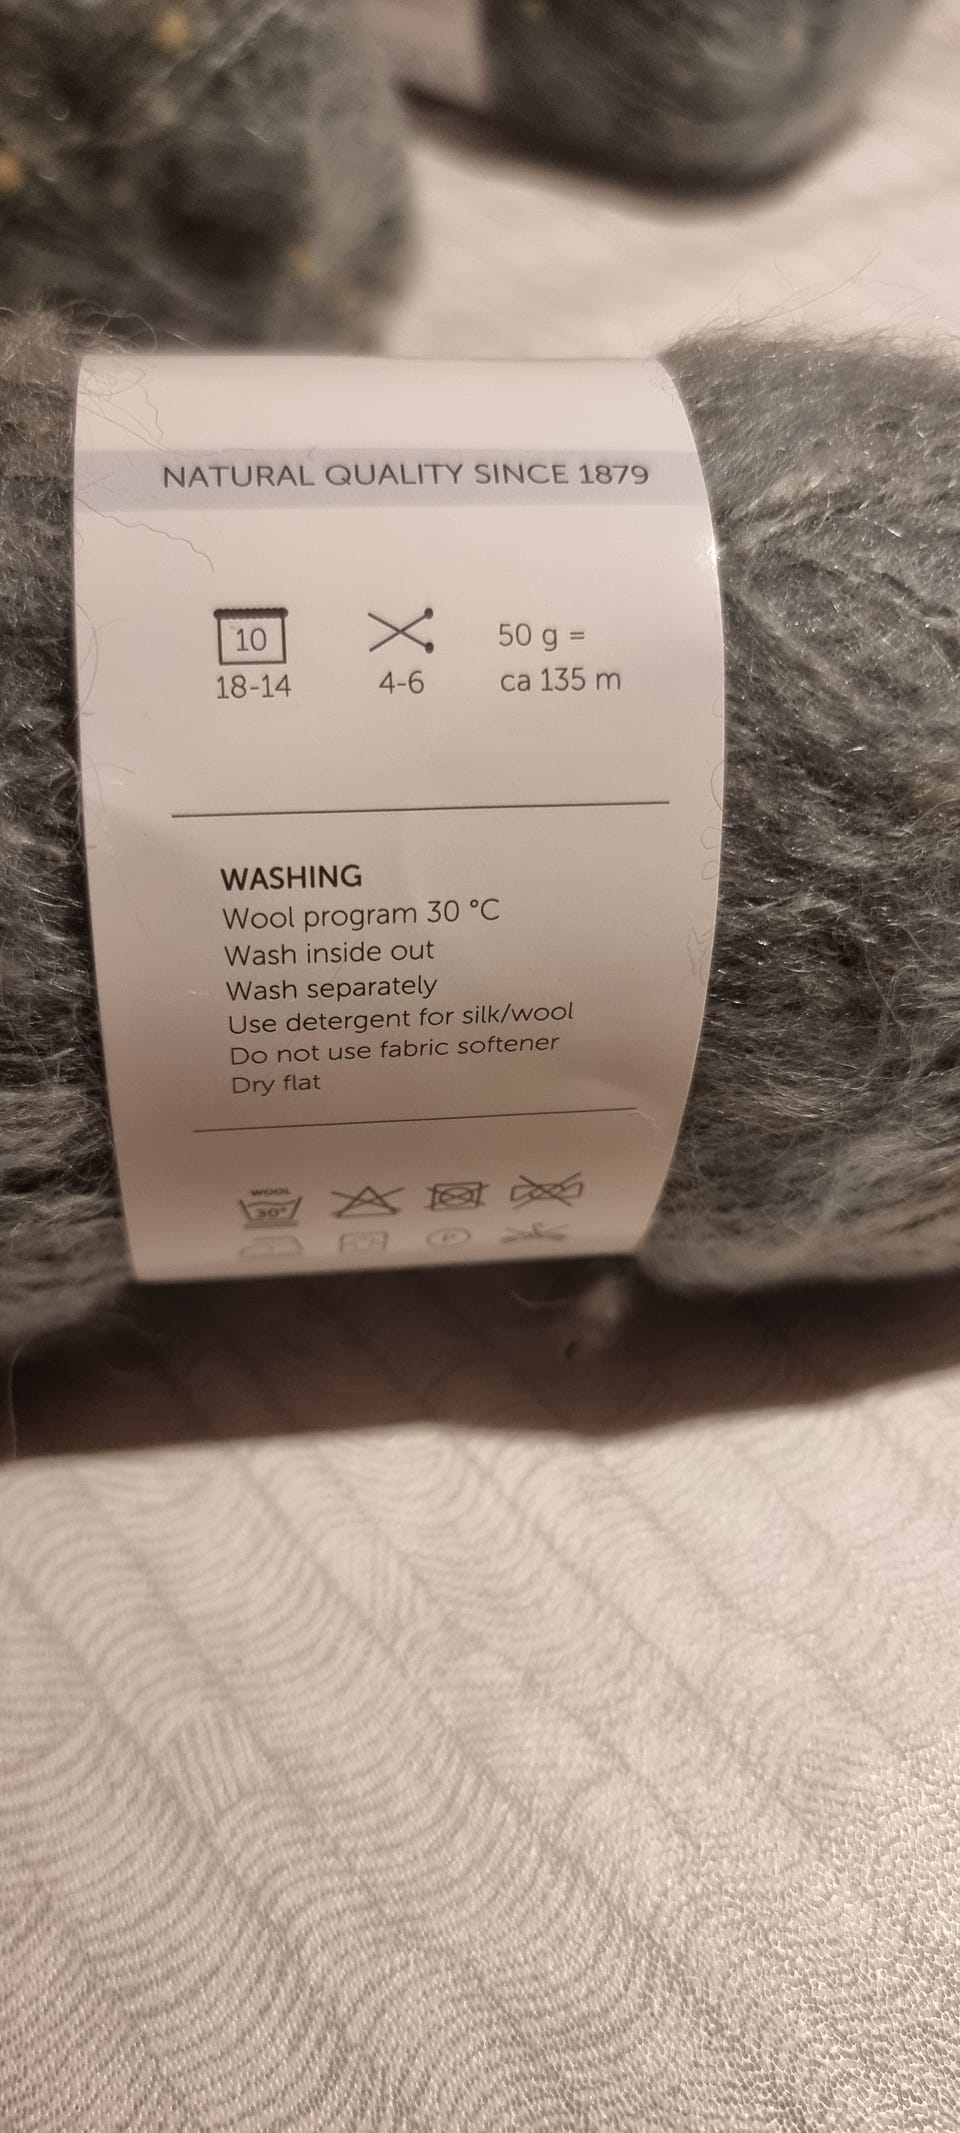 NATURAL QUALITY SINCE 1879
10
18-14
4-6
50 g =
ca 135 m
WASHING
Wool program 30 °C
Wash inside out
Wash separately
Use detergent for silk/wool
Do not use fabric softener
Dry flat
WOOL
30°
P